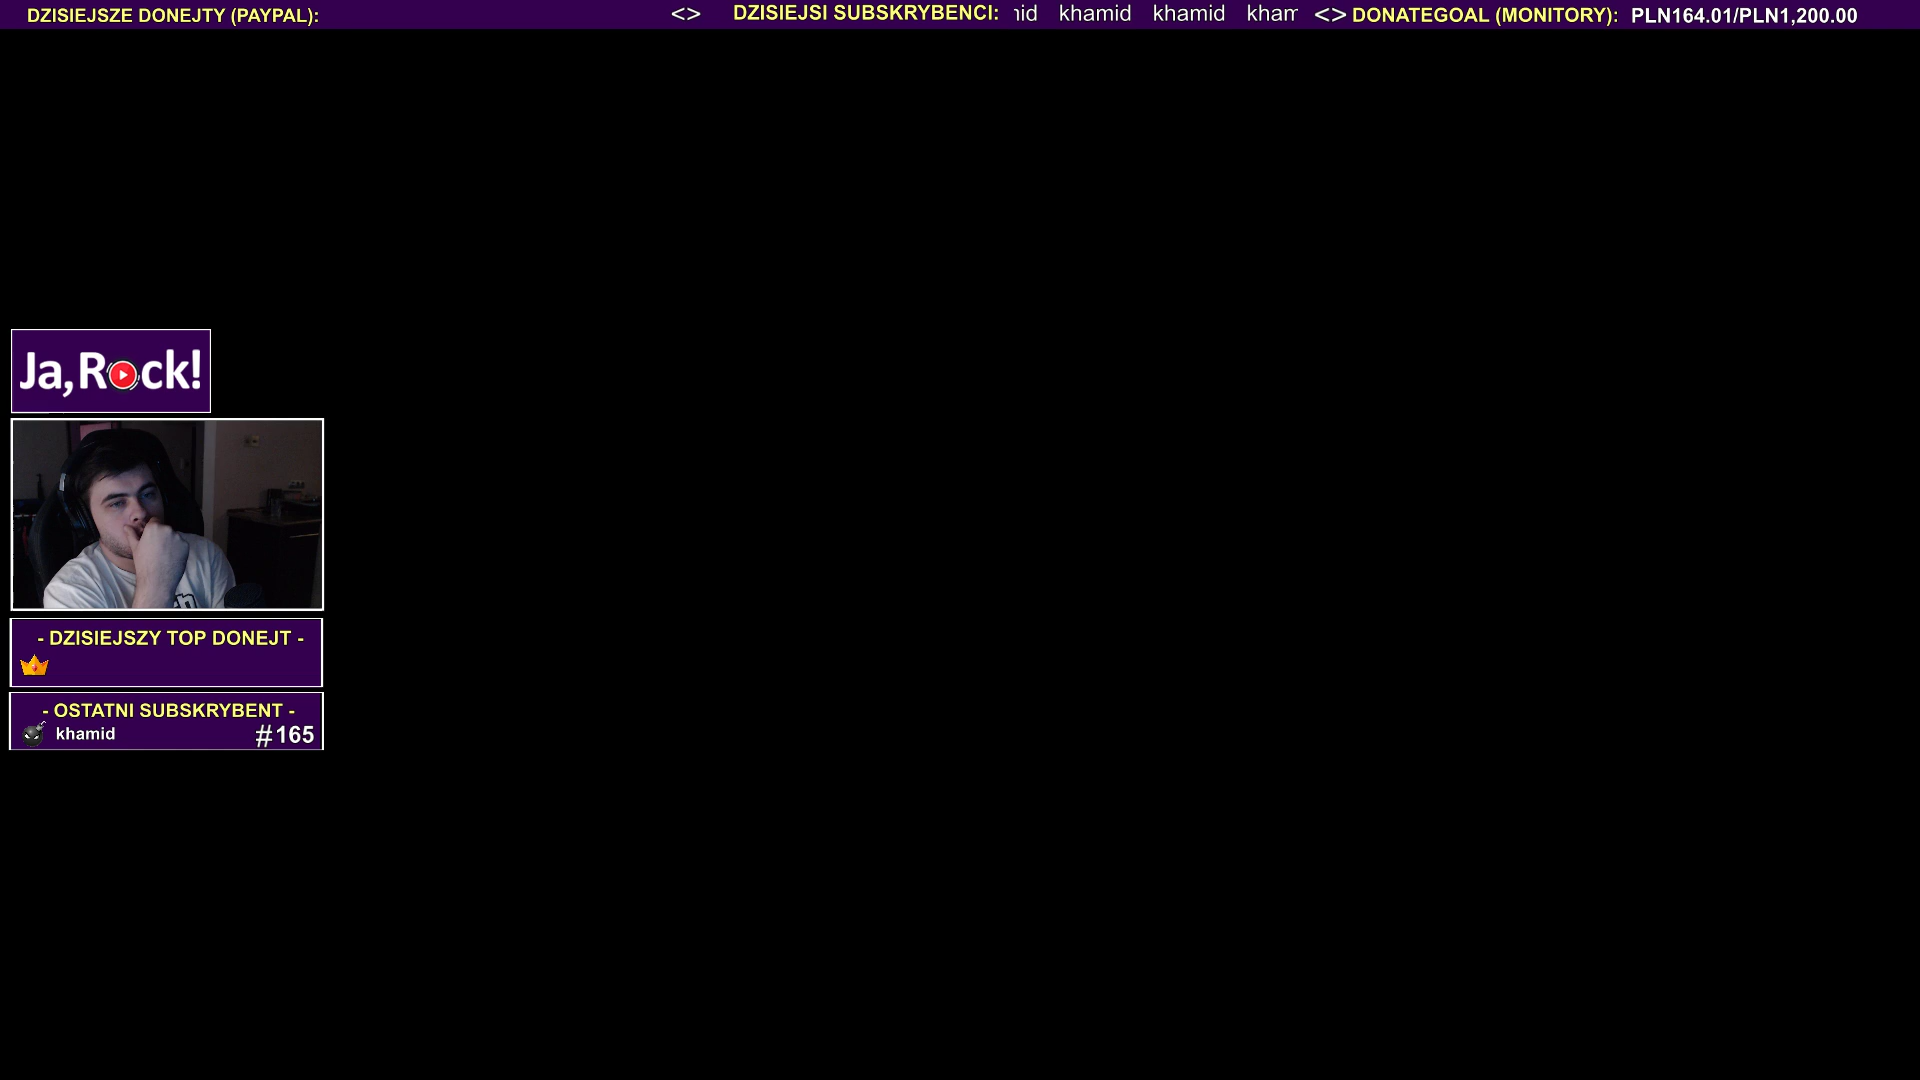 DZISIEJSZE DONEJTY (PAYPAL): <> DZISIEJSI SUBSKRYBENCI: khamid khamid <> DONATEGOAL (MONITORY): PLN164.01/PLN1,200.00
Ja,Rock!
- DZISIEJSZY TOP DONEJT -
- OSTATNI SUBSKRYBENT -
khamid #165